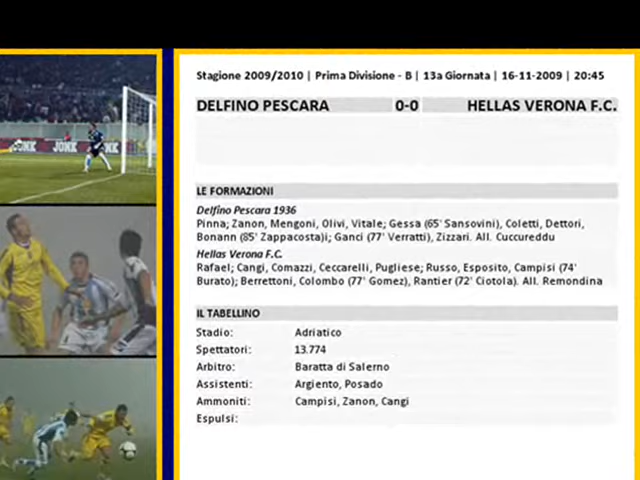 Stagione 2009/2010 | Prima Divisione - B | 13a Giornata | 16-11-2009 | 20:45
DELFINO PESCARA 0-0 HELLAS VERONA F.C.
LE FORMAZIONI
Delfino Pescara 1936
Pinna; Zanon, Mengoni, Olivi, Vitale; Gessa (65' Sansovini), Coletti, Dettori,
Bonann (85' Zappacosta)i; Ganci (77' Verratti), Zizzari. All. Cuccureddu
Hellas Verona F.C.
Rafael; Cangi, Comazzi, Ceccarelli, Pugliese; Russo, Esposito, Campisi (74'
Burato); Berrettoni, Colombo (77' Gomez), Rantier (72' Ciotola). All. Remondina
IL TABELLINO
Stadio: Adriatico
Spettatori: 13.774
Arbitro: Baratta di Salerno
Assistenti: Argiento, Posado
Ammoniti: Campisi, Zanon, Cangi
Espulsi:
JONK JONK